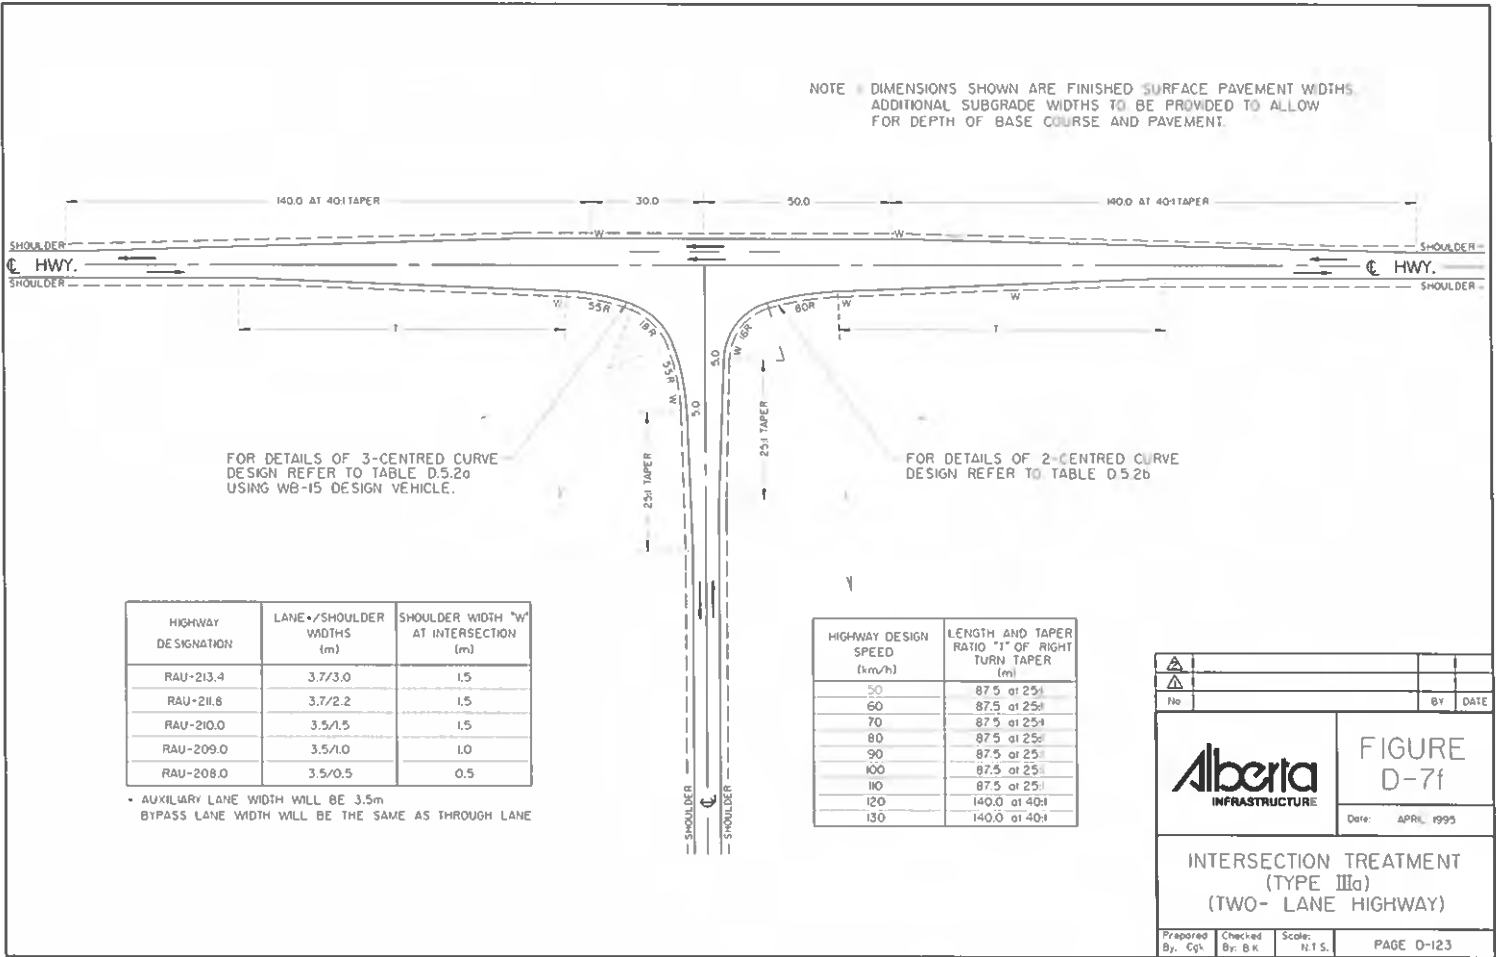 NOTE : DIMENSIONS SHOWN ARE FINISHED SURFACE PAVEMENT WIDTHS.
ADDITIONAL SUBGRADE WIDTHS TO BE PROVIDED TO ALLOW
FOR DEPTH OF BASE COURSE AND PAVEMENT.
140.0 AT 40:1 TAPER
30.0
50.0
140.0 AT 40:1 TAPER
W
W
SHOULDER
SHOULDER
℄ HWY.
℄ HWY.
SHOULDER
SHOULDER
W
55R
18R
55R
W
5.0
5.0
W
16R
80R
W
W
T
T
25:1 TAPER
25:1 TAPER
FOR DETAILS OF 3-CENTRED CURVE
DESIGN REFER TO TABLE D.5.2a
USING WB-15 DESIGN VEHICLE.
FOR DETAILS OF 2-CENTRED CURVE
DESIGN REFER TO TABLE D.5.2b
HIGHWAY DESIGNATION
LANE•/SHOULDER WIDTHS (m)
SHOULDER WIDTH "W" AT INTERSECTION (m)
RAU-213.4 3.7/3.0 1.5
RAU-211.8 3.7/2.2 1.5
RAU-210.0 3.5/1.5 1.5
RAU-209.0 3.5/1.0 1.0
RAU-208.0 3.5/0.5 0.5
• AUXILIARY LANE WIDTH WILL BE 3.5m
BYPASS LANE WIDTH WILL BE THE SAME AS THROUGH LANE
SHOULDER
℄
SHOULDER
HIGHWAY DESIGN SPEED (km/h)
LENGTH AND TAPER RATIO "T" OF RIGHT TURN TAPER (m)
50 87.5 at 25:1
60 87.5 at 25:1
70 87.5 at 25:1
80 87.5 at 25:1
90 87.5 at 25:1
100 87.5 at 25:1
110 87.5 at 25:1
120 140.0 at 40:1
130 140.0 at 40:1
2
1
No BY DATE
Alberta
INFRASTRUCTURE
FIGURE
D-7f
Date: APRIL 1995
INTERSECTION TREATMENT
(TYPE IIIa)
(TWO- LANE HIGHWAY)
Prepared By. Cgk
Checked By: B K
Scale: N.T.S.
PAGE D-123